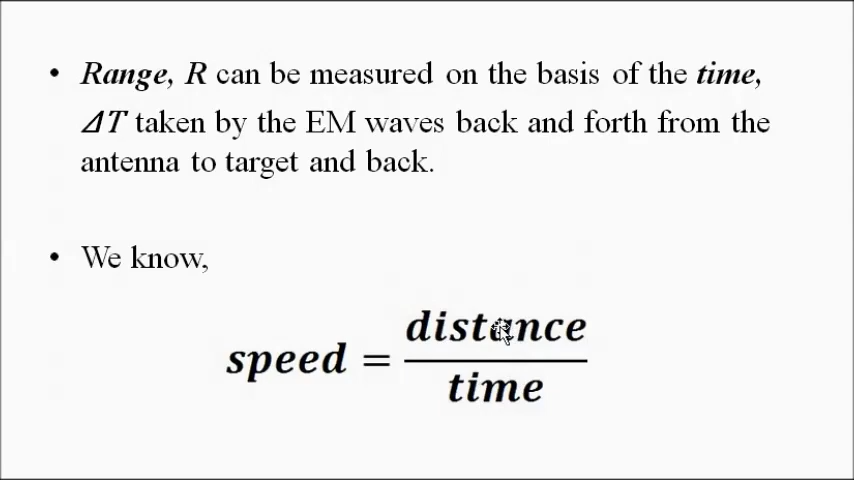 • Range, R can be measured on the basis of the time,
ΔT taken by the EM waves back and forth from the
antenna to target and back.
• We know,
speed = distance / time